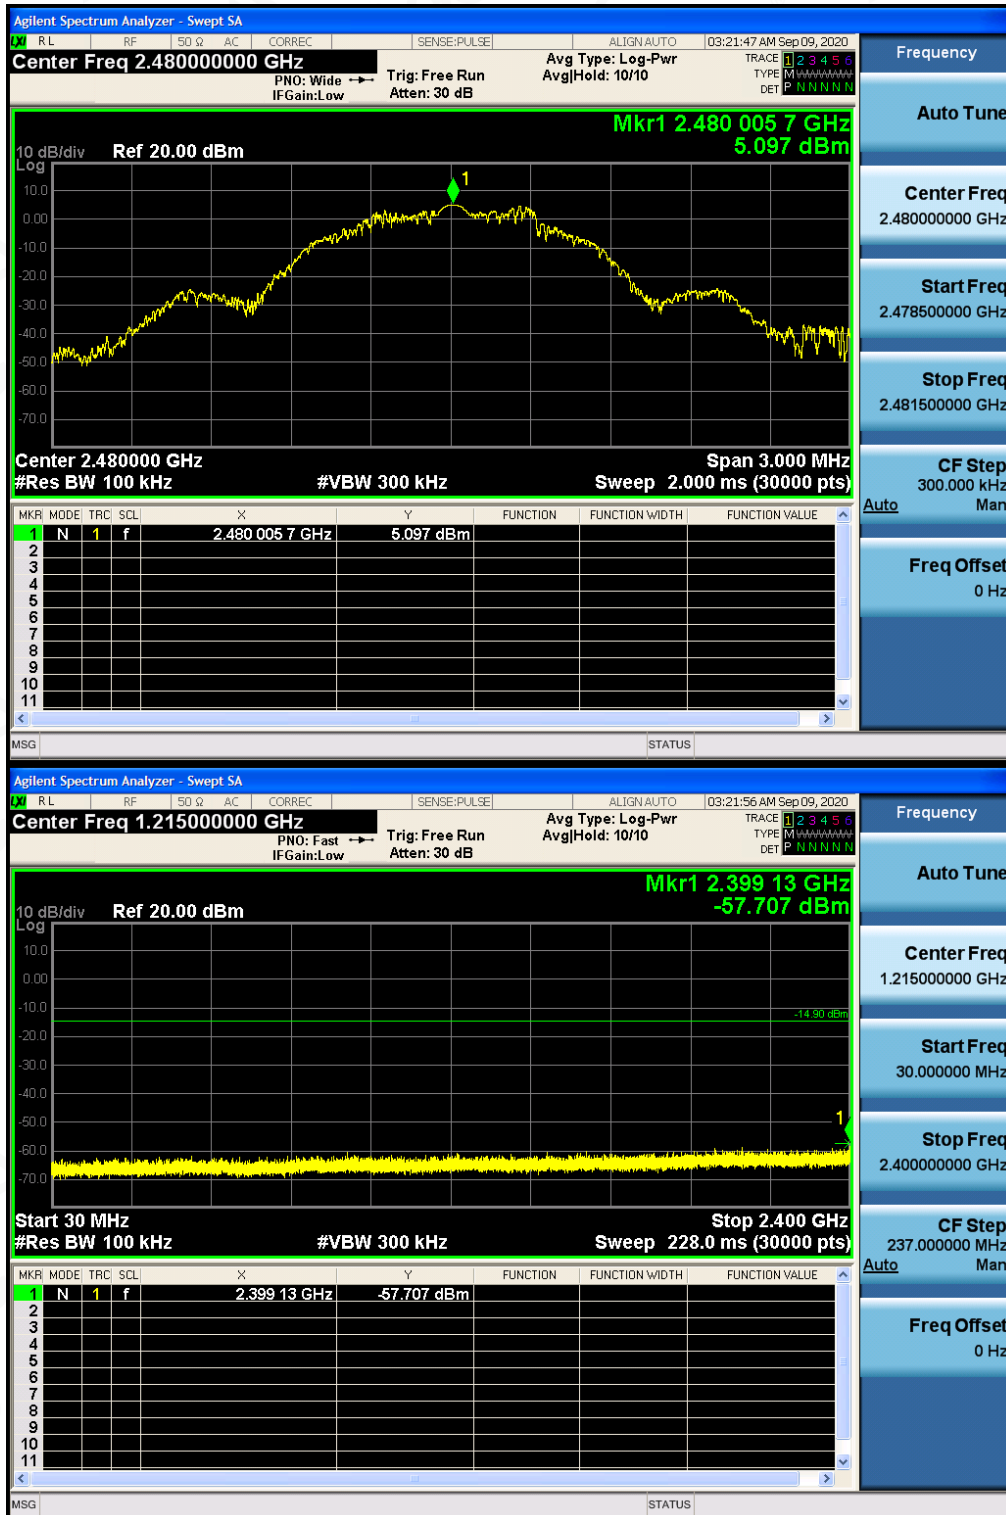 Agilent Spectrum Analyzer - Swept SA
LXI RL RF 50 Ω AC CORREC SENSE:PULSE ALIGN AUTO 03:21:47 AM Sep 09, 2020
Center Freq 2.480000000 GHz
PNO: Wide
IFGain:Low
Trig: Free Run
Atten: 30 dB
Avg Type: Log-Pwr
Avg|Hold: 10/10
TRACE 1 2 3 4 5 6
TYPE M WWWWW
DET P N N N N N
Mkr1 2.480 005 7 GHz
5.097 dBm
10 dB/div Ref 20.00 dBm
Log
1
10.0
0.00
-10.0
-20.0
-30.0
-40.0
-50.0
-60.0
-70.0
Center 2.480000 GHz Span 3.000 MHz
#Res BW 100 kHz #VBW 300 kHz Sweep 2.000 ms (30000 pts)
MKR MODE TRC SCL X Y FUNCTION FUNCTION WIDTH FUNCTION VALUE
1 N 1 f 2.480 005 7 GHz 5.097 dBm
2
3
4
5
6
7
8
9
10
11
MSG STATUS
Frequency
Auto Tune
Center Freq
2.480000000 GHz
Start Freq
2.478500000 GHz
Stop Freq
2.481500000 GHz
CF Step
300.000 kHz
Auto Man
Freq Offset
0 Hz
Agilent Spectrum Analyzer - Swept SA
LXI RL RF 50 Ω AC CORREC SENSE:PULSE ALIGN AUTO 03:21:56 AM Sep 09, 2020
Center Freq 1.215000000 GHz
PNO: Fast
IFGain:Low
Trig: Free Run
Atten: 30 dB
Avg Type: Log-Pwr
Avg|Hold: 10/10
TRACE 1 2 3 4 5 6
TYPE M WWWWW
DET P N N N N N
Mkr1 2.399 13 GHz
-57.707 dBm
10 dB/div Ref 20.00 dBm
Log
10.0
0.00
-10.0
-14.90 dBm
-20.0
-30.0
-40.0
-50.0
1
-60.0
-70.0
Start 30 MHz Stop 2.400 GHz
#Res BW 100 kHz #VBW 300 kHz Sweep 228.0 ms (30000 pts)
MKR MODE TRC SCL X Y FUNCTION FUNCTION WIDTH FUNCTION VALUE
1 N 1 f 2.399 13 GHz -57.707 dBm
2
3
4
5
6
7
8
9
10
11
MSG STATUS
Frequency
Auto Tune
Center Freq
1.215000000 GHz
Start Freq
30.000000 MHz
Stop Freq
2.400000000 GHz
CF Step
237.000000 MHz
Auto Man
Freq Offset
0 Hz